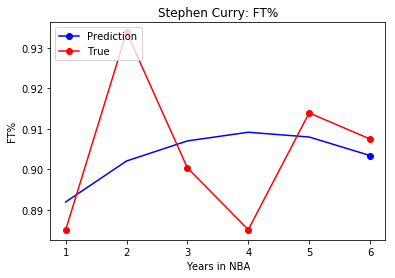 Stephen Curry: FT%
Prediction
True
FT%
0.93
0.92
0.91
0.90
0.89
1 2 3 4 5 6
Years in NBA